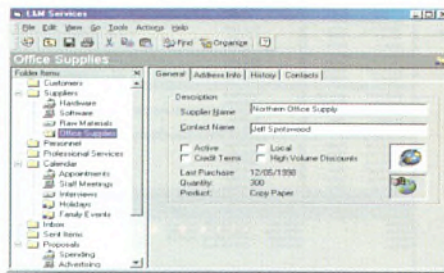 L&M Services
File Edit View Go Tools Actions Help
Find Organize
Office Supplies
Folder Items
Customers
Suppliers
Hardware
Software
Raw Materials
Office Supplies
Personnel
Professional Services
Calendar
Appointments
Staff Meetings
Interviews
Holidays
Family Events
Inbox
Sent Items
Proposals
Spending
Advertising
General Address Info History Contacts
Description
Supplier Name Northern Office Supply
Contact Name Jeff
Active Local
Credit Terms High Volume Discounts
Last Purchase 12/05/1998
Quantity: 300
Product: Copy Paper